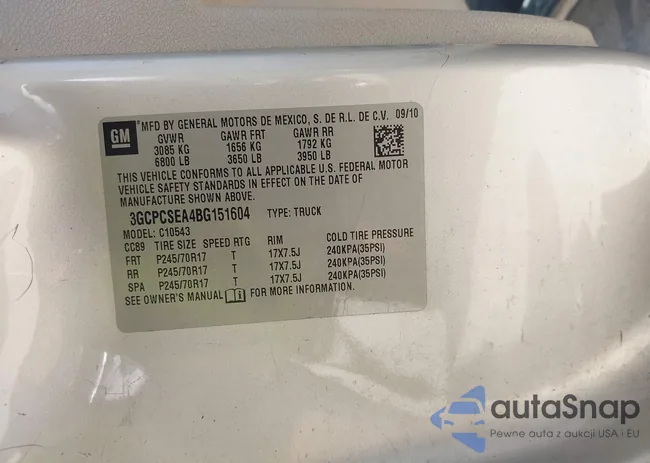 GM
MFD BY GENERAL MOTORS DE MEXICO, S. DE R.L. DE C.V. 09/10
GVWR GAWR FRT GAWR RR
3085 KG 1656 KG 1792 KG
6800 LB 3650 LB 3950 LB
THIS VEHICLE CONFORMS TO ALL APPLICABLE U.S. FEDERAL MOTOR
VEHICLE SAFETY STANDARDS IN EFFECT ON THE DATE OF
MANUFACTURE SHOWN ABOVE.
3GCPCSEA4BG151604 TYPE: TRUCK
MODEL: C10543
CC89 TIRE SIZE SPEED RTG RIM COLD TIRE PRESSURE
FRT P245/70R17 T 17X7.5J 240KPA(35PSI)
RR P245/70R17 T 17X7.5J 240KPA(35PSI)
SPA P245/70R17 T 17X7.5J 240KPA(35PSI)
SEE OWNER'S MANUAL FOR MORE INFORMATION.
autaSnap
Pewne auta z aukcji USA i EU